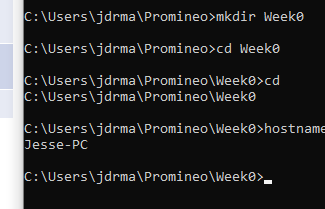 C:\Users\jdrma\Promineo>mkdir Week0
C:\Users\jdrma\Promineo>cd Week0
C:\Users\jdrma\Promineo\Week0>cd
C:\Users\jdrma\Promineo\Week0
C:\Users\jdrma\Promineo\Week0>hostname
Jesse-PC
C:\Users\jdrma\Promineo\Week0>